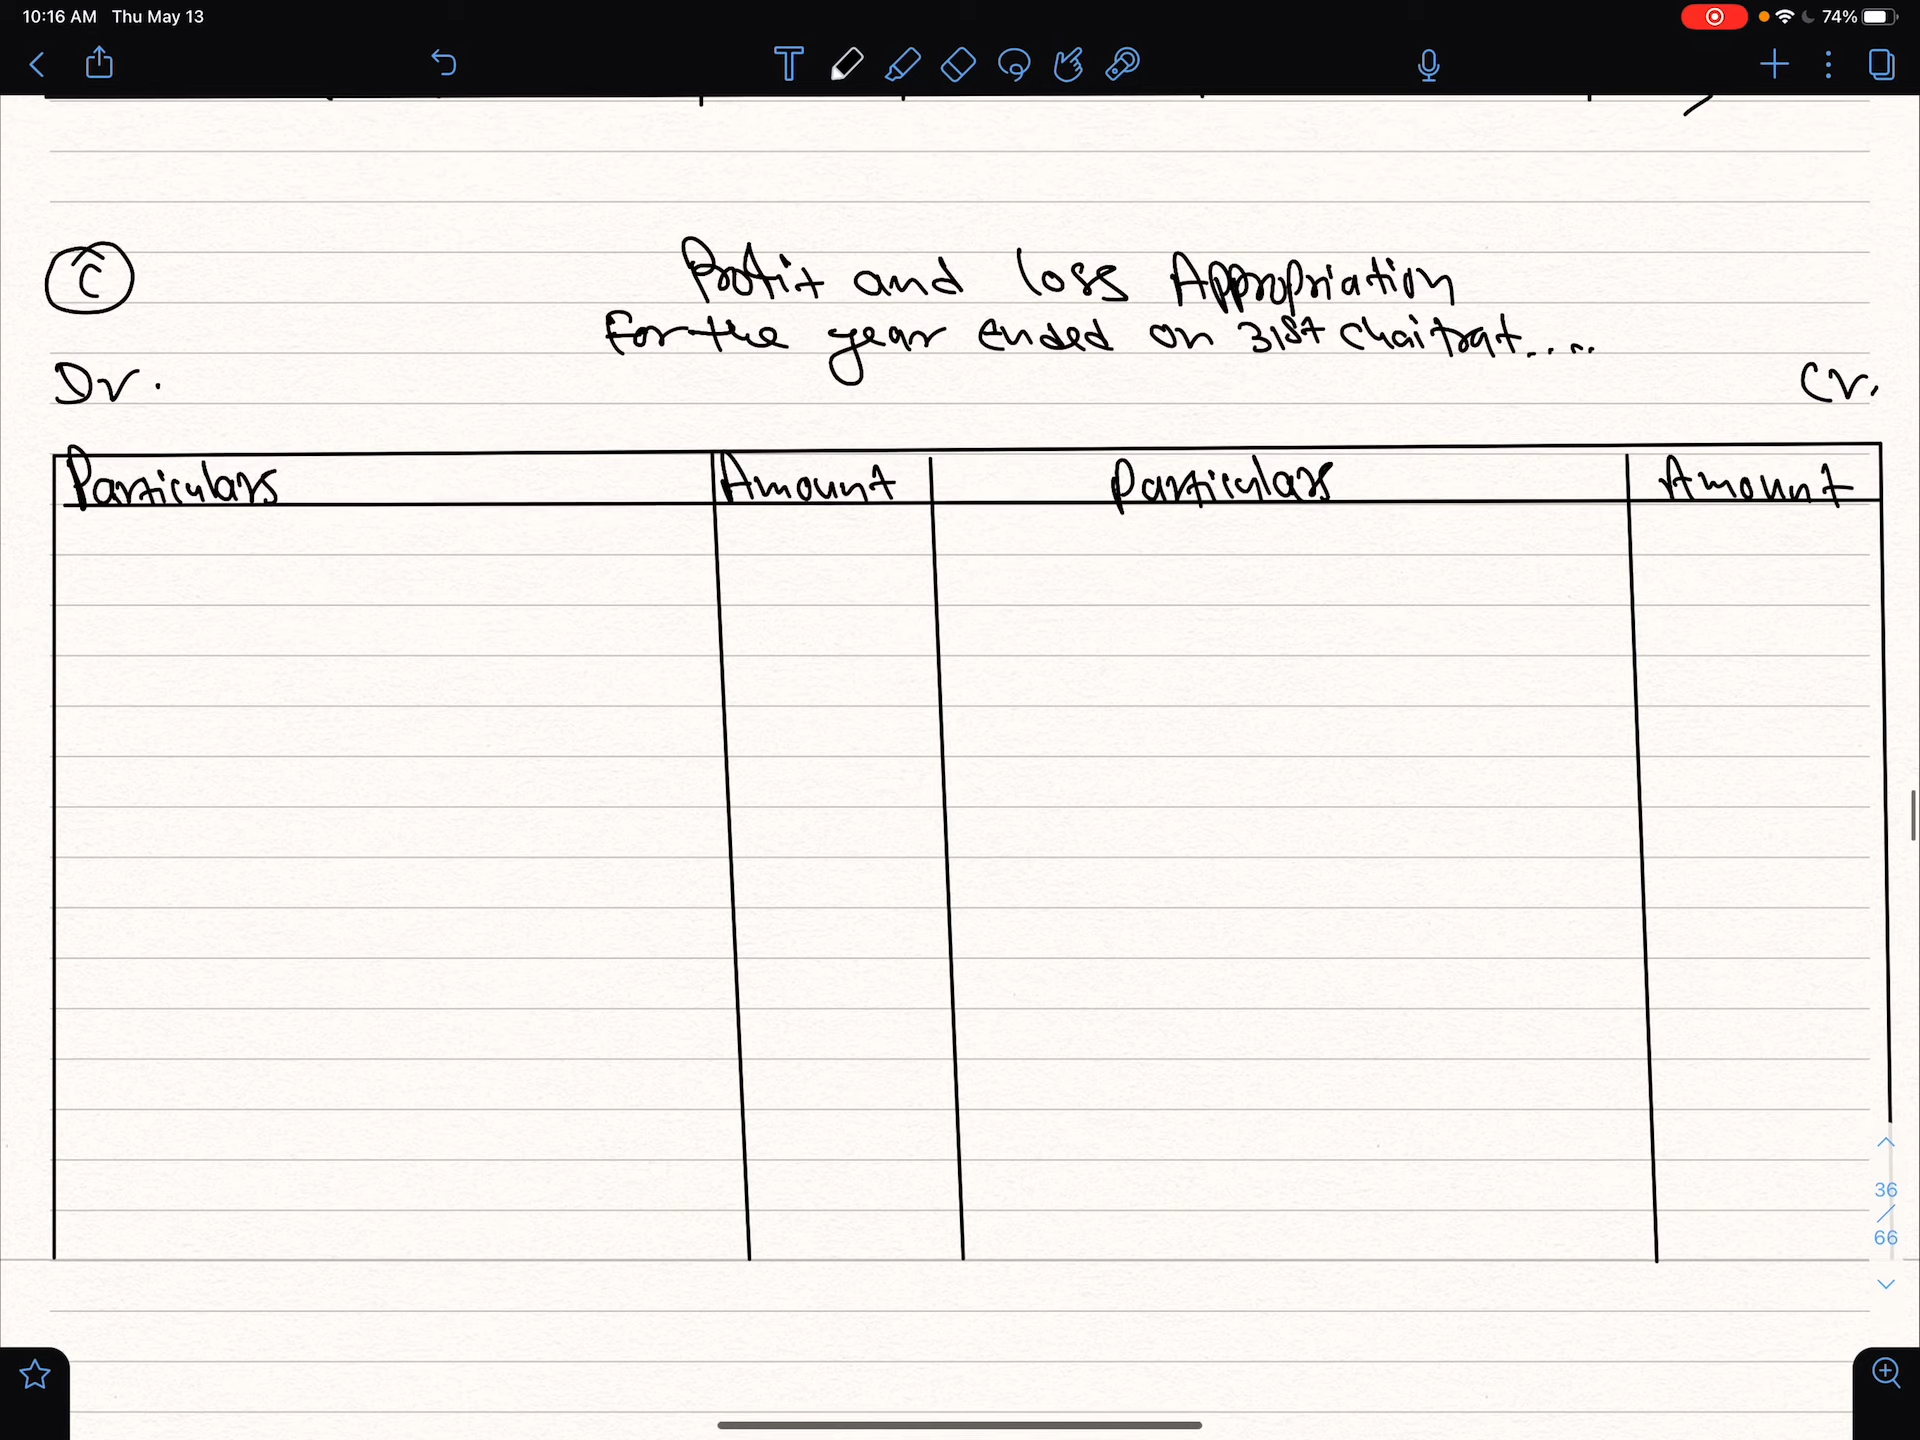 10:16 AM Thu May 13
74%
C
Profit and loss Appropriation
for the year ended on 31st chaitrat.....
Dr.
Cr.
Particulars Amount Particulars Amount
36
/
66